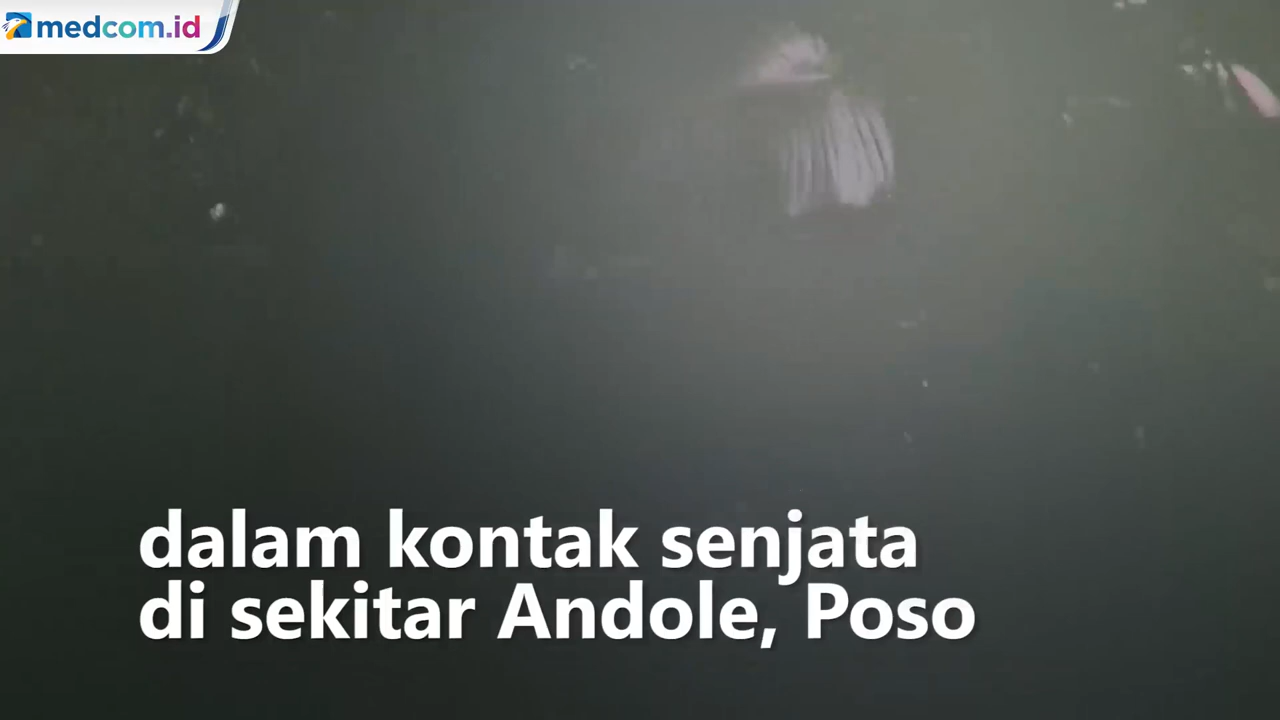 medcom.id
dalam kontak senjata
di sekitar Andole, Poso